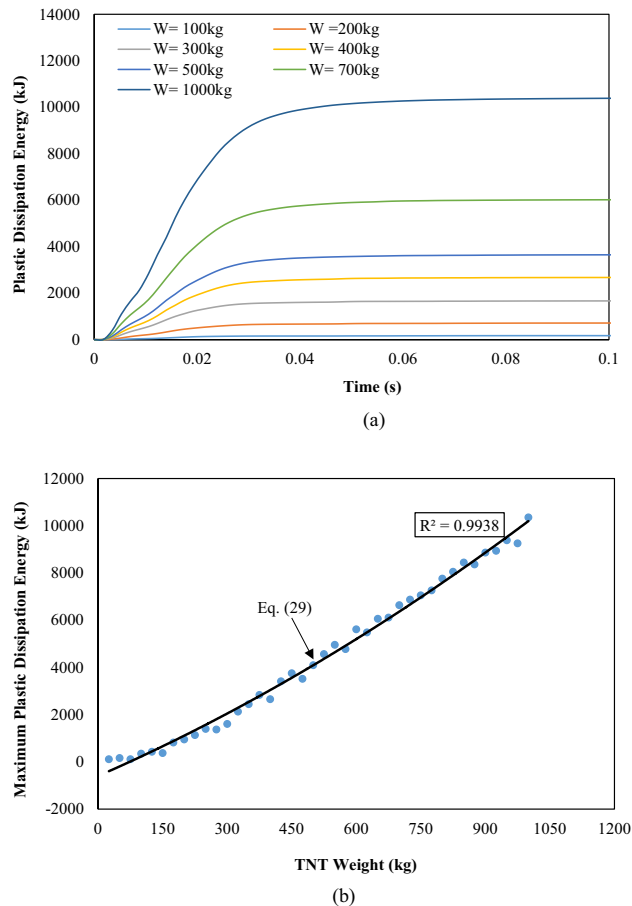 Plastic Dissipation Energy (kJ)
14000
12000
10000
8000
6000
4000
2000
0
W= 100kg
W =200kg
W= 300kg
W= 400kg
W= 500kg
W= 700kg
W= 1000kg
0
0.02
0.04
0.06
0.08
0.1
Time (s)
(a)
Maximum Plastic Dissipation Energy (kJ)
12000
10000
8000
6000
4000
2000
0
-2000
R² = 0.9938
Eq. (29)
0
150
300
450
600
750
900
1050
1200
TNT Weight (kg)
(b)